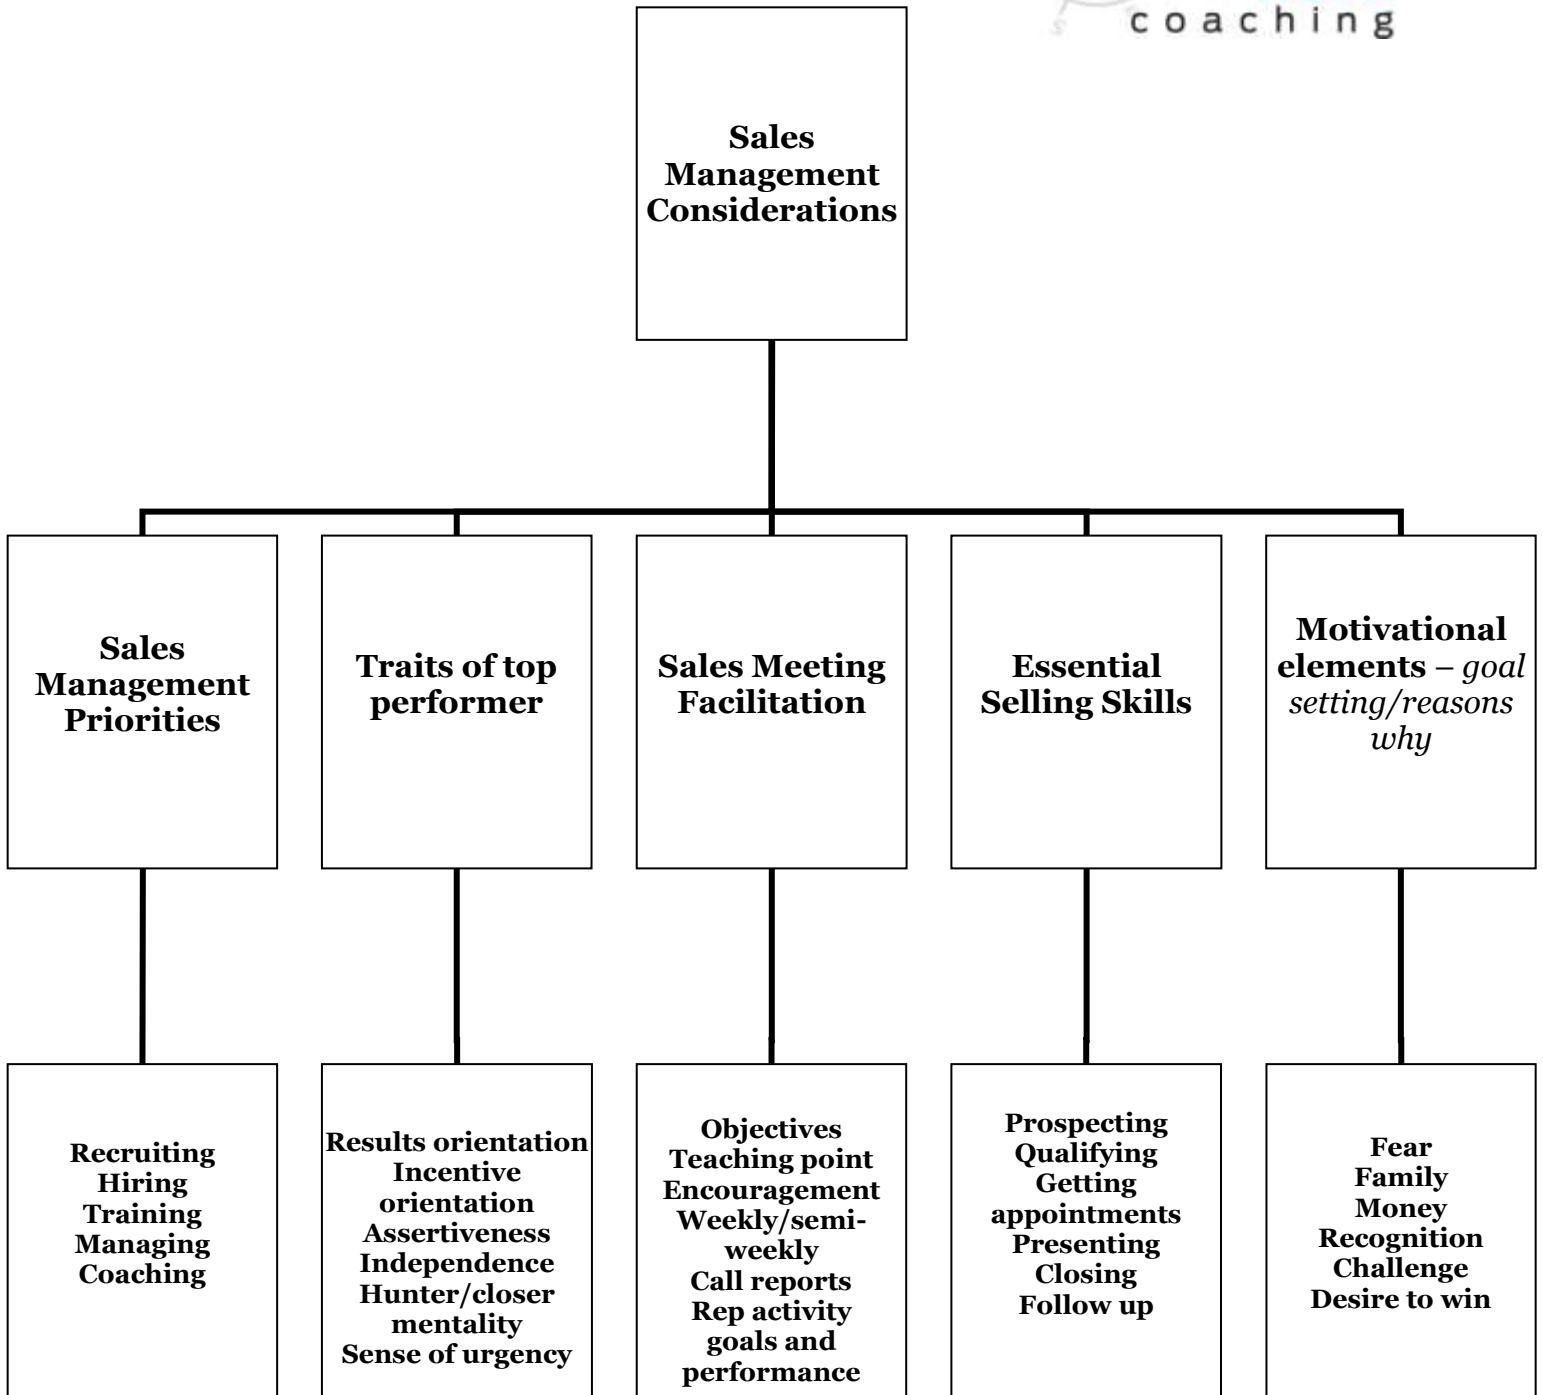 coaching
Sales
Management
Considerations
Sales
Management
Priorities
Traits of top
performer
Sales Meeting
Facilitation
Essential
Selling Skills
Motivational
elements – goal
setting/reasons
why
Recruiting
Hiring
Training
Managing
Coaching
Results orientation
Incentive
orientation
Assertiveness
Independence
Hunter/closer
mentality
Sense of urgency
Objectives
Teaching point
Encouragement
Weekly/semi-
weekly
Call reports
Rep activity
goals and
performance
Prospecting
Qualifying
Getting
appointments
Presenting
Closing
Follow up
Fear
Family
Money
Recognition
Challenge
Desire to win